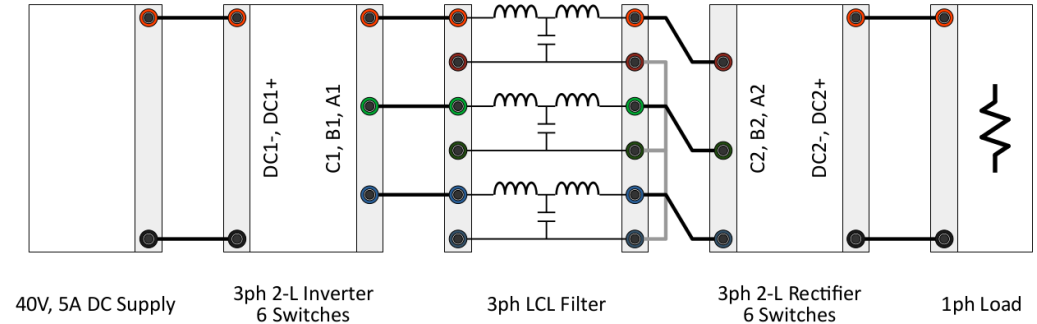 DC1-, DC1+
C1, B1, A1
C2, B2, A2
DC2-, DC2+
40V, 5A DC Supply
3ph 2-L Inverter
6 Switches
3ph LCL Filter
3ph 2-L Rectifier
6 Switches
1ph Load